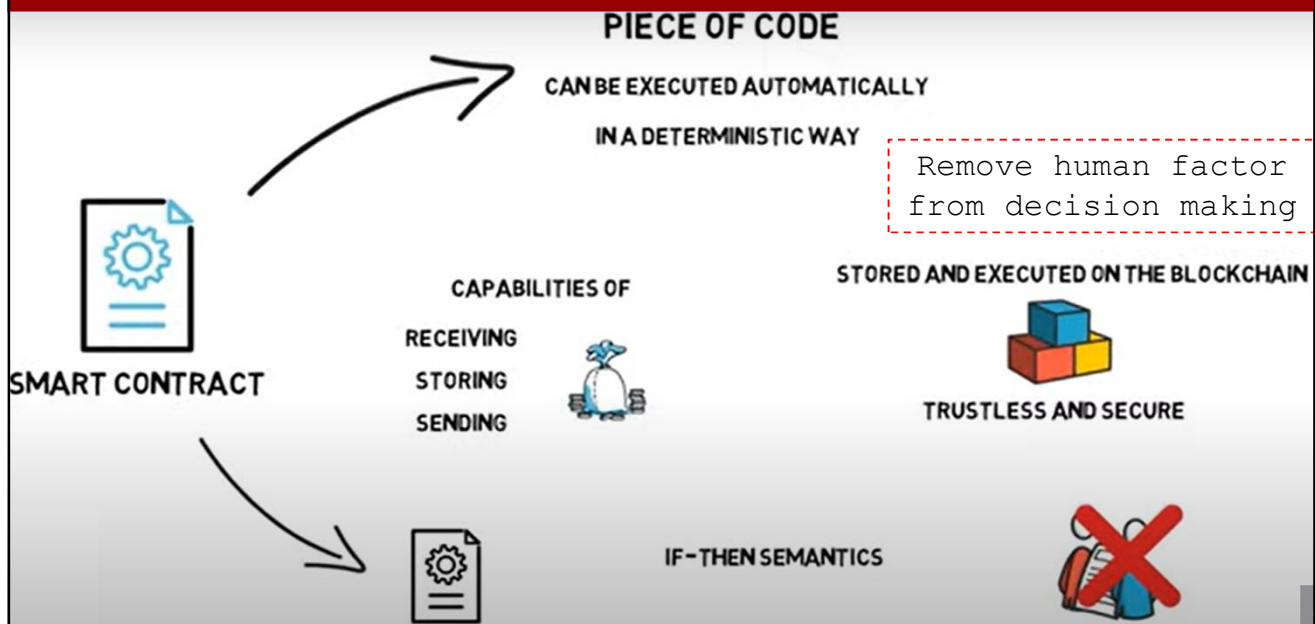 PIECE OF CODE
CAN BE EXECUTED AUTOMATICALLY
IN A DETERMINISTIC WAY
Remove human factor
from decision making
STORED AND EXECUTED ON THE BLOCKCHAIN
CAPABILITIES OF
RECEIVING
STORING
SENDING
SMART CONTRACT
TRUSTLESS AND SECURE
IF-THEN SEMANTICS